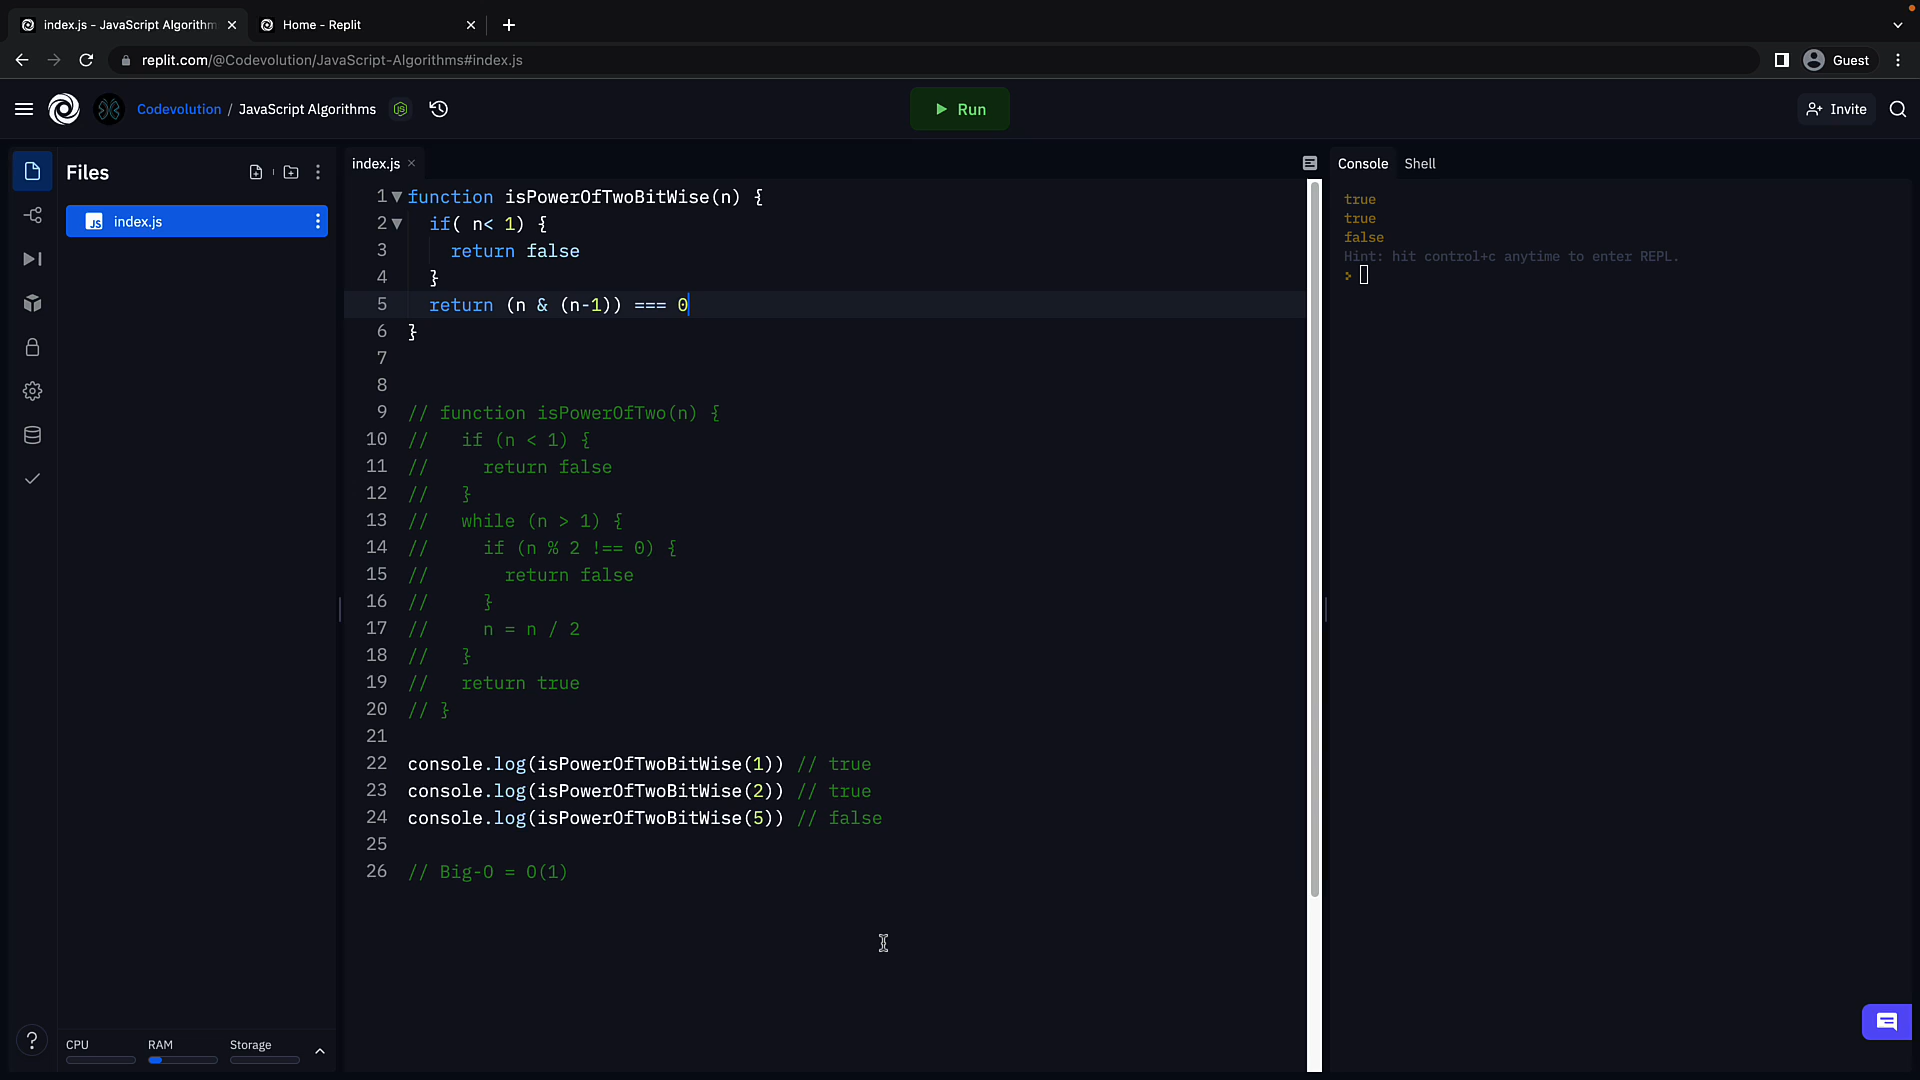 index.js - JavaScript Algorithm
Home - Replit
replit.com/@Codevolution/JavaScript-Algorithms#index.js
Guest
Codevolution / JavaScript Algorithms
Run
Invite
Files
JS index.js
CPU
RAM
Storage
index.js
1 function isPowerOfTwoBitWise(n) {
2   if( n< 1) {
3     return false
4   }
5   return (n & (n-1)) === 0
6 }
7
8
9 // function isPowerOfTwo(n) {
10 //   if (n < 1) {
11 //     return false
12 //   }
13 //   while (n > 1) {
14 //     if (n % 2 !== 0) {
15 //       return false
16 //     }
17 //     n = n / 2
18 //   }
19 //   return true
20 // }
21
22 console.log(isPowerOfTwoBitWise(1)) // true
23 console.log(isPowerOfTwoBitWise(2)) // true
24 console.log(isPowerOfTwoBitWise(5)) // false
25
26 // Big-O = O(1)
Console
Shell
true
true
false
Hint: hit control+c anytime to enter REPL.
>